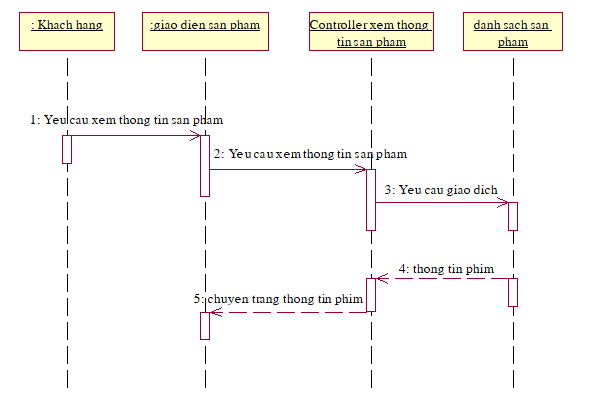 : Khach hang
:giao dien san pham
Controller xem thong
tin san pham
danh sach san
pham
1: Yeu cau xem thong tin san pham
2: Yeu cau xem thong tin san pham
3: Yeu cau giao dich
4: thong tin phim
5: chuyen trang thong tin phim